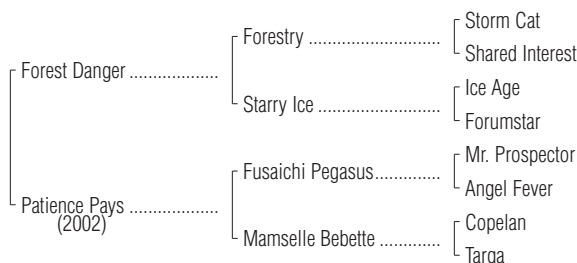 Storm Cat
Forestry ..............................
Shared Interest
Forest Danger ....................
Ice Age
Starry Ice ............................
Forumstar
Mr. Prospector
Fusaichi Pegasus..............
Angel Fever
Patience Pays ....................
(2002)
Copelan
Mamselle Bebette .............
Targa